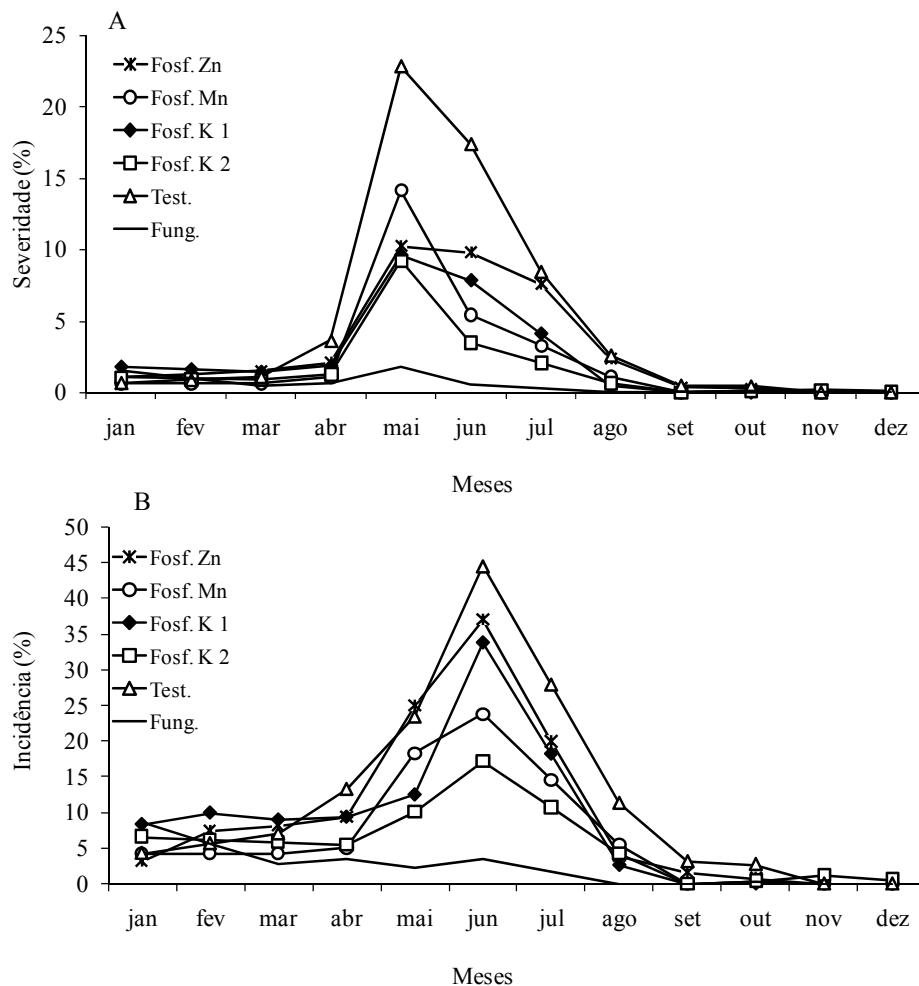 A
25
20
15
10
5
0
Severidade (%)
Fosf. Zn
Fosf. Mn
Fosf. K 1
Fosf. K 2
Test.
Fung.
jan fev mar abr mai jun jul ago set out nov dez
Meses
B
50
45
40
35
30
25
20
15
10
5
0
Incidência (%)
Fosf. Zn
Fosf. Mn
Fosf. K 1
Fosf. K 2
Test.
Fung.
jan fev mar abr mai jun jul ago set out nov dez
Meses